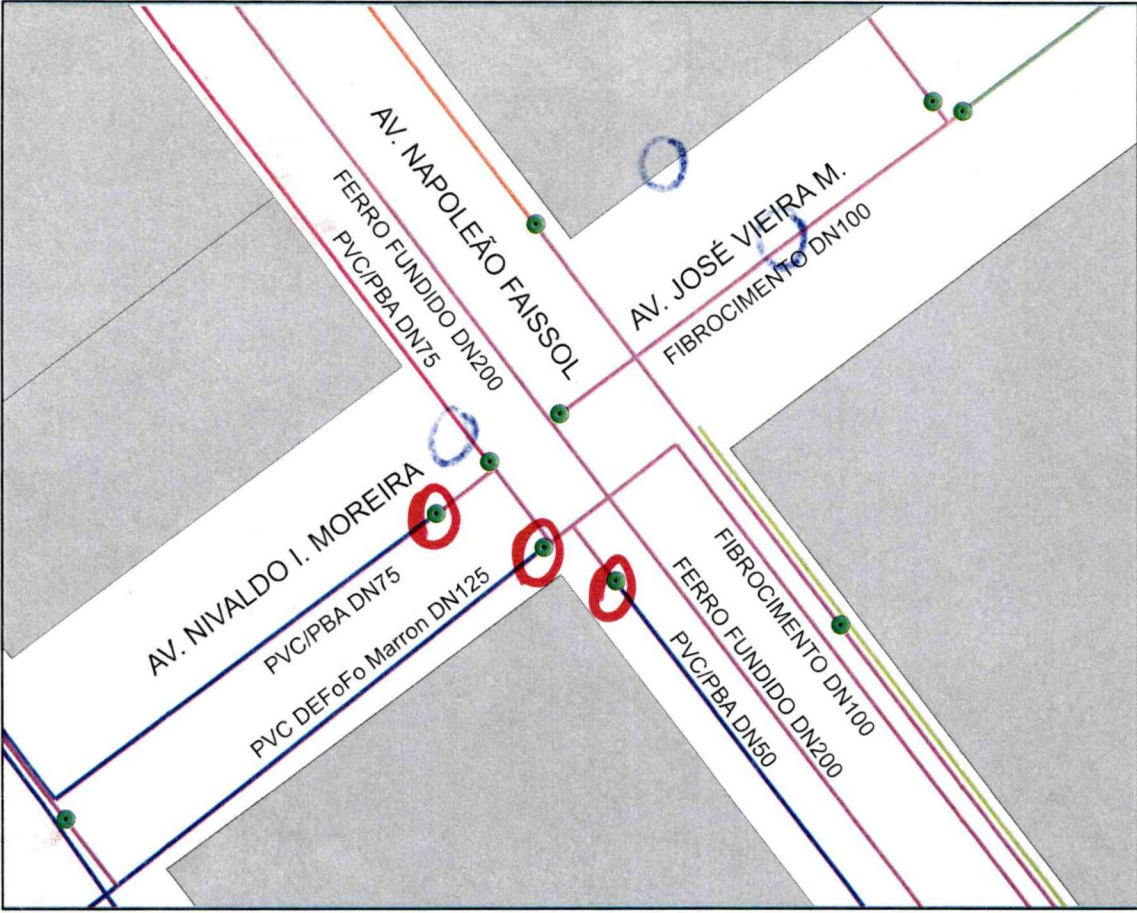 AV. NAPOLEÃO FAISSOL
FERRO FUNDIDO DN200
PVC/PBA DN75
AV. JOSÉ VIEIRA M.
FIBROCIMENTO DN100
AV. NIVALDO I. MOREIRA
PVC/PBA DN75
PVC DEFoFo Marron DN125
FIBROCIMENTO DN100
FERRO FUNDIDO DN200
PVC/PBA DN50